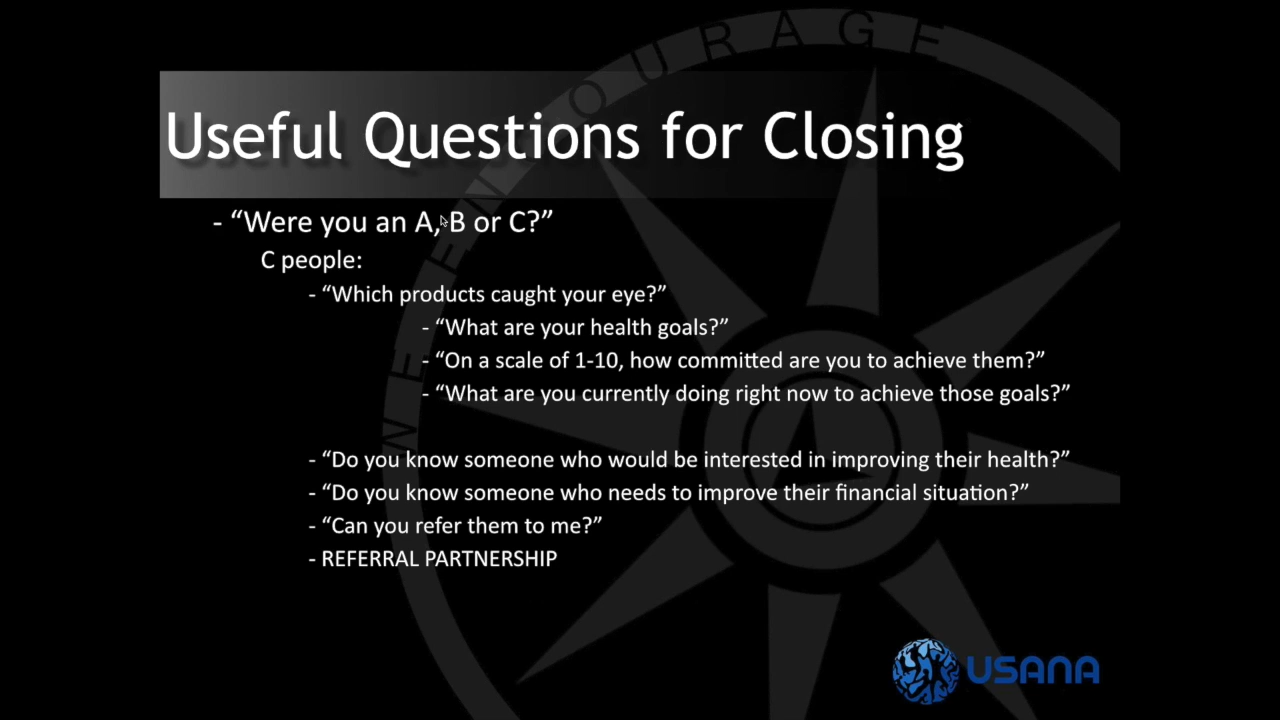 WE ENCOURAGE
Useful Questions for Closing
- “Were you an A, B or C?”
C people:
- “Which products caught your eye?”
- “What are your health goals?”
- “On a scale of 1-10, how committed are you to achieve them?”
- “What are you currently doing right now to achieve those goals?”
- “Do you know someone who would be interested in improving their health?”
- “Do you know someone who needs to improve their financial situation?”
- “Can you refer them to me?”
- REFERRAL PARTNERSHIP
USANA